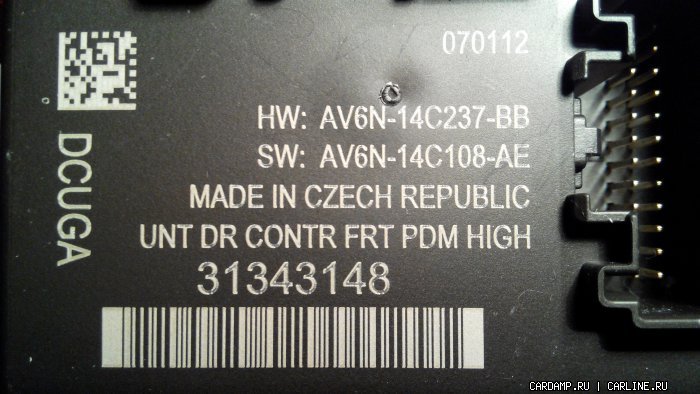 070112
HW: AV6N-14C237-BB
SW: AV6N-14C108-AE
MADE IN CZECH REPUBLIC
UNT DR CONTR FRT PDM HIGH
31343148
DCUGA
CARDAMP.RU | CARLINE.RU